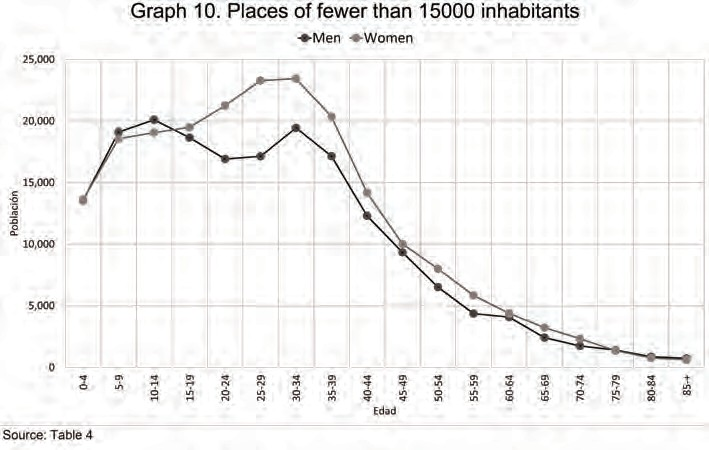 Graph 10. Places of fewer than 15000 inhabitants
Men Women
25,000
20,000
15,000
10,000
5,000
0
Población
0-4 5-9 10-14 15-19 20-24 25-29 30-34 35-39 40-44 45-49 50-54 55-59 60-64 65-69 70-74 75-79 80-84 85-+
Edad
Source: Table 4